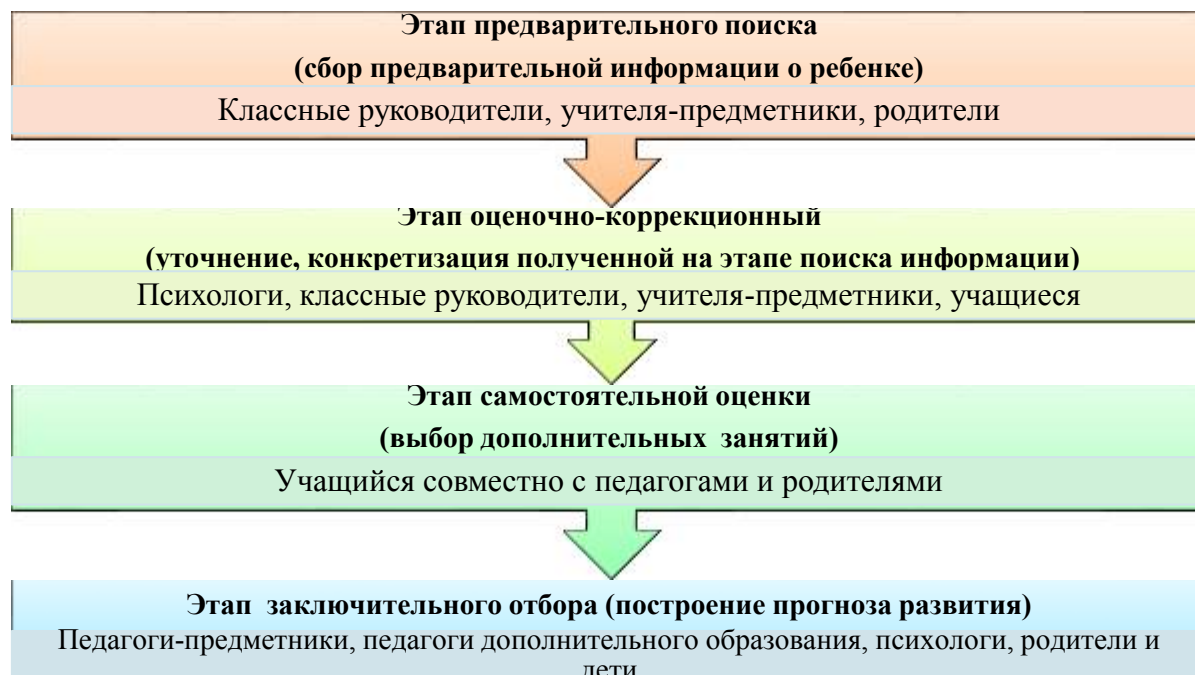 Этап предварительного поиска
(сбор предварительной информации о ребенке)
Классные руководители, учителя-предметники, родители
Этап оценочно-коррекционный
(уточнение, конкретизация полученной на этапе поиска информации)
Психологи, классные руководители, учителя-предметники, учащиеся
Этап самостоятельной оценки
(выбор дополнительных занятий)
Учащийся совместно с педагогами и родителями
Этап заключительного отбора (построение прогноза развития)
Педагоги-предметники, педагоги дополнительного образования, психологи, родители и
дети